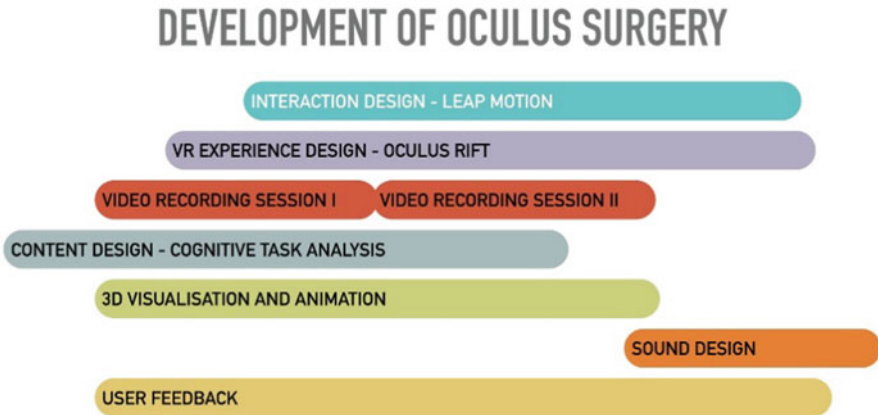 DEVELOPMENT OF OCULUS SURGERY
INTERACTION DESIGN - LEAP MOTION
VR EXPERIENCE DESIGN - OCULUS RIFT
VIDEO RECORDING SESSION I VIDEO RECORDING SESSION II
CONTENT DESIGN - COGNITIVE TASK ANALYSIS
3D VISUALISATION AND ANIMATION
SOUND DESIGN
USER FEEDBACK